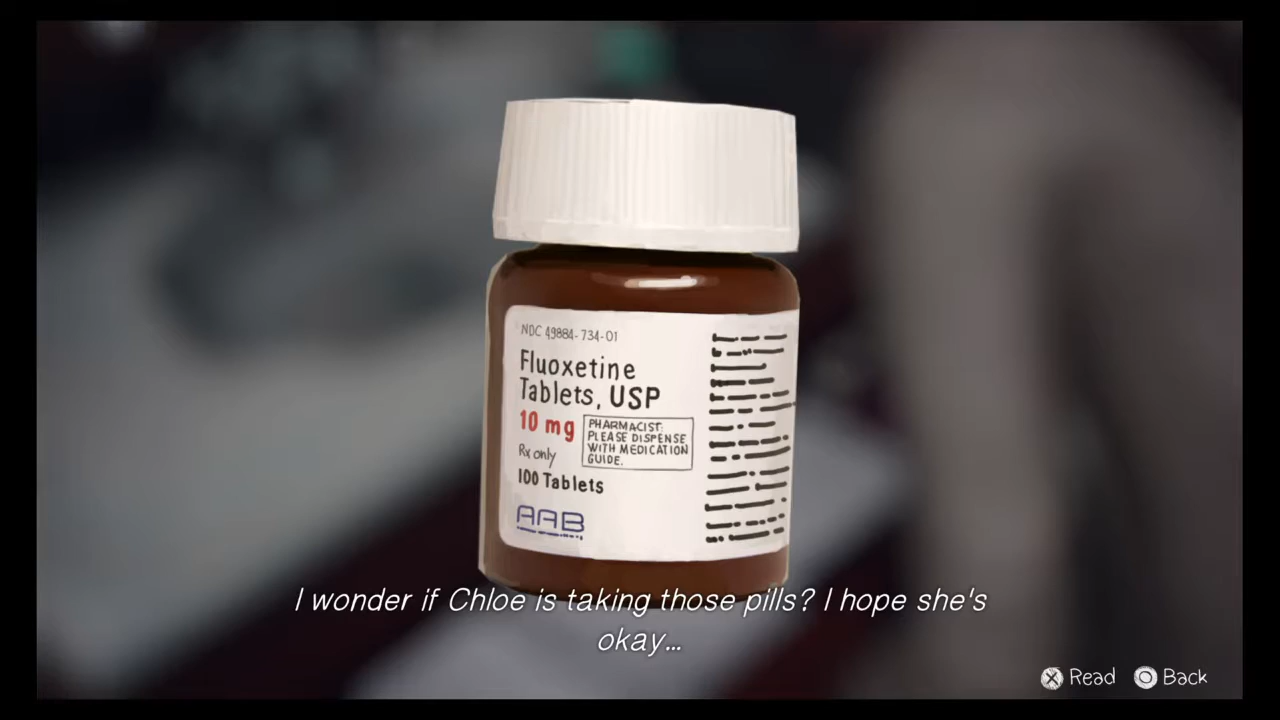 NDC 49884-734-01
Fluoxetine
Tablets, USP
10 mg
PHARMACIST:
PLEASE DISPENSE
WITH MEDICATION
GUIDE.
Rx only
100 Tablets
AAB
I wonder if Chloe is taking those pills? I hope she's
okay...
Read
Back